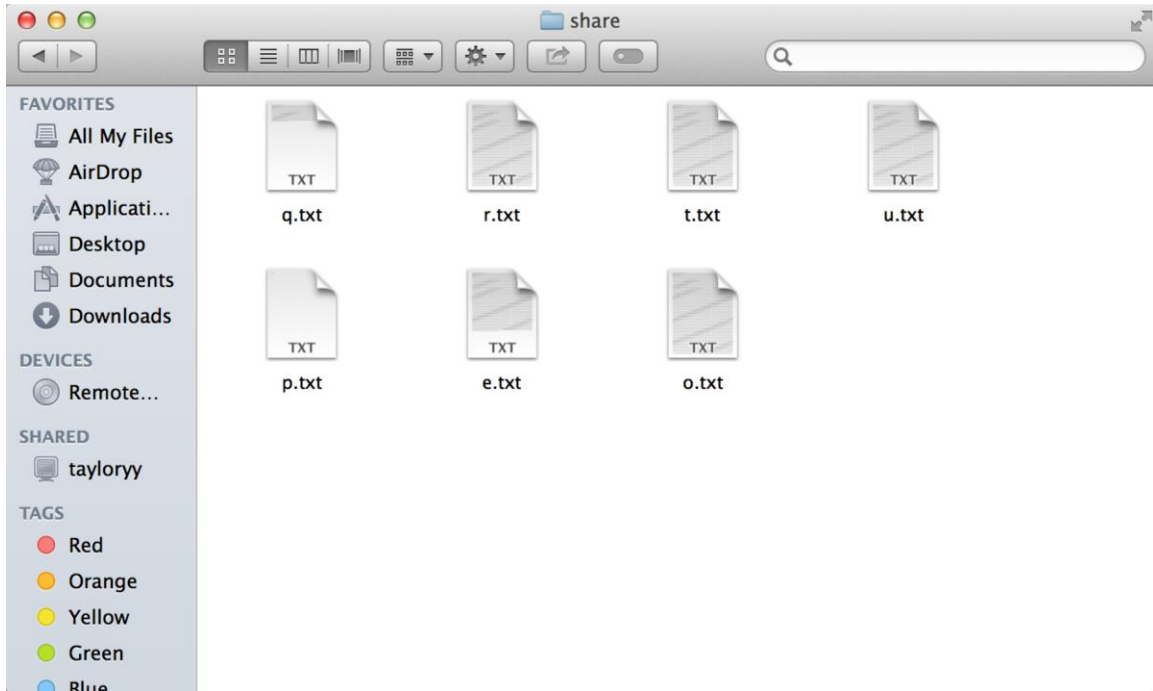 share
FAVORITES
All My Files
AirDrop
Applicati...
Desktop
Documents
Downloads
DEVICES
Remote...
SHARED
tayloryy
TAGS
Red
Orange
Yellow
Green
Blue
TXT TXT TXT TXT
q.txt r.txt t.txt u.txt
TXT TXT TXT
p.txt e.txt o.txt